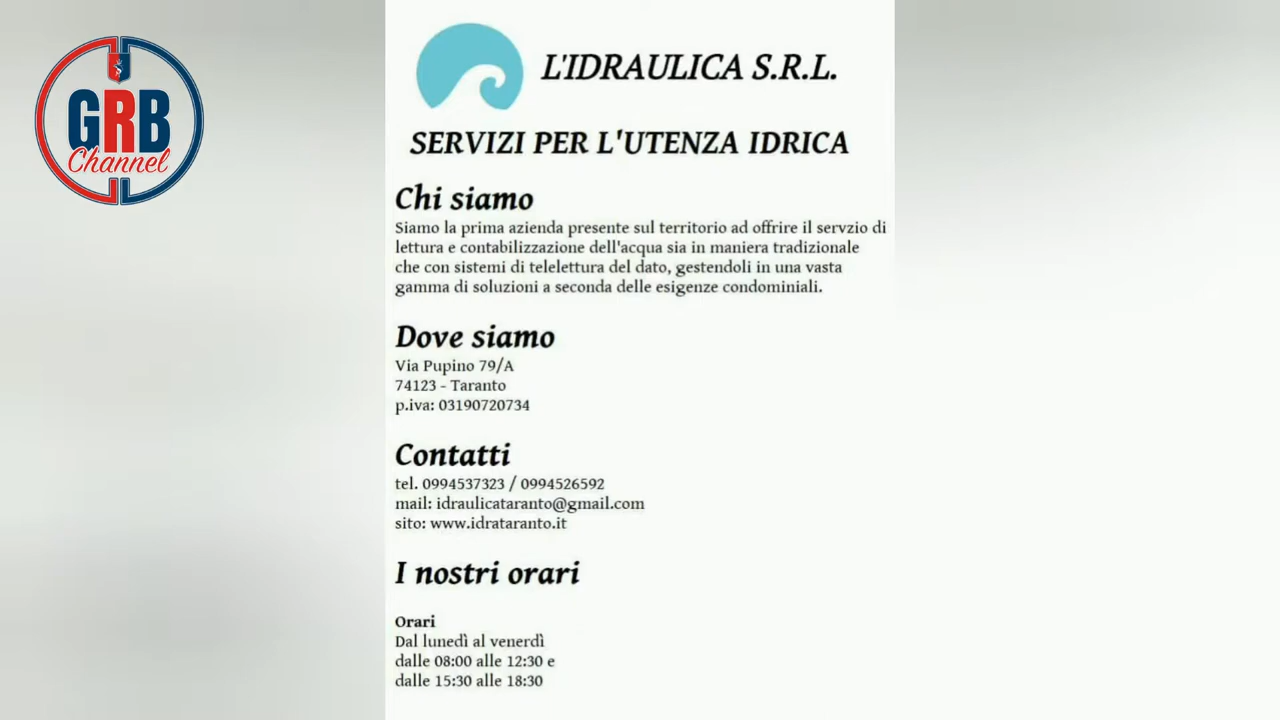 GRB
Channel
L'IDRAULICA S.R.L.
SERVIZI PER L'UTENZA IDRICA
Chi siamo
Siamo la prima azienda presente sul territorio ad offrire il servzio di
lettura e contabilizzazione dell'acqua sia in maniera tradizionale
che con sistemi di telelettura del dato, gestendoli in una vasta
gamma di soluzioni a seconda delle esigenze condominiali.
Dove siamo
Via Pupino 79/A
74123 - Taranto
p.iva: 03190720734
Contatti
tel. 0994537323 / 0994526592
mail: idraulicataranto@gmail.com
sito: www.idrataranto.it
I nostri orari
Orari
Dal lunedì al venerdì
dalle 08:00 alle 12:30 e
dalle 15:30 alle 18:30